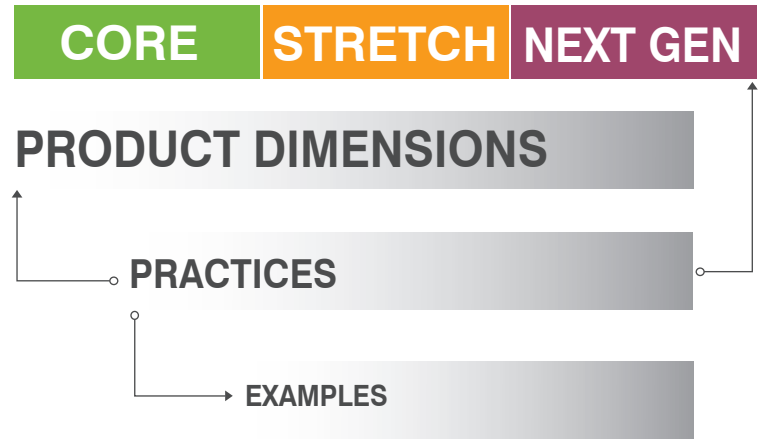 CORE STRETCH NEXT GEN
PRODUCT DIMENSIONS
PRACTICES
EXAMPLES